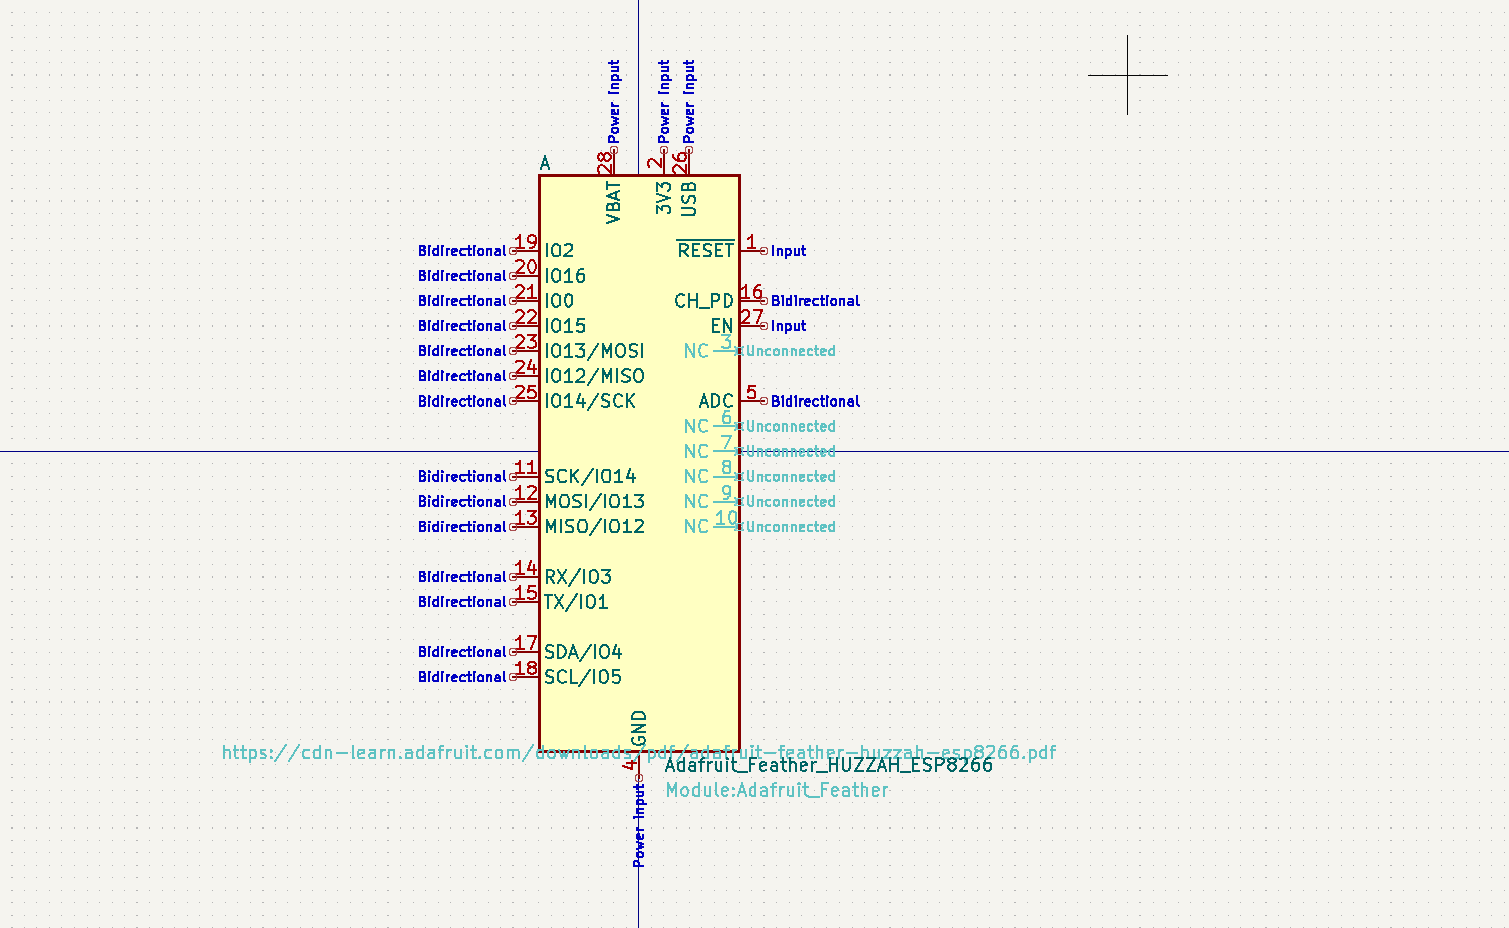 Power Input Power Input Power Input
28 2 26
A
VBAT 3V3 USB
Bidirectional 19 IO2 RESET 1 Input
Bidirectional 20 IO16
Bidirectional 21 IO0 CH_PD 16 Bidirectional
Bidirectional 22 IO15 EN 27 Input
Bidirectional 23 IO13/MOSI NC 3 Unconnected
Bidirectional 24 IO12/MISO
Bidirectional 25 IO14/SCK ADC 5 Bidirectional
NC 6 Unconnected
NC 7 Unconnected
Bidirectional 11 SCK/IO14 NC 8 Unconnected
Bidirectional 12 MOSI/IO13 NC 9 Unconnected
Bidirectional 13 MISO/IO12 NC 10 Unconnected
Bidirectional 14 RX/IO3
Bidirectional 15 TX/IO1
Bidirectional 17 SDA/IO4
Bidirectional 18 SCL/IO5
GND
https://cdn-learn.adafruit.com/downloads/pdf/adafruit-feather-huzzah-esp8266.pdf
4 Adafruit_Feather_HUZZAH_ESP8266
Module:Adafruit_Feather
Power Input